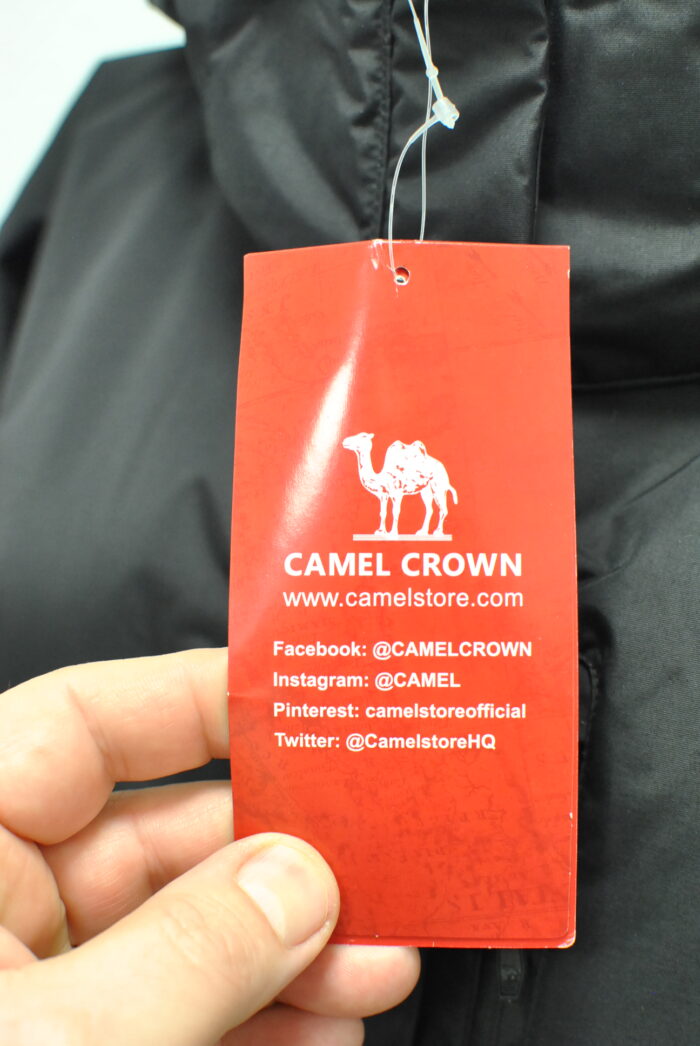 CAMEL CROWN
www.camelstore.com
Facebook: @CAMELCROWN
Instagram: @CAMEL
Pinterest: camelstoreofficial
Twitter: @CamelstoreHQ